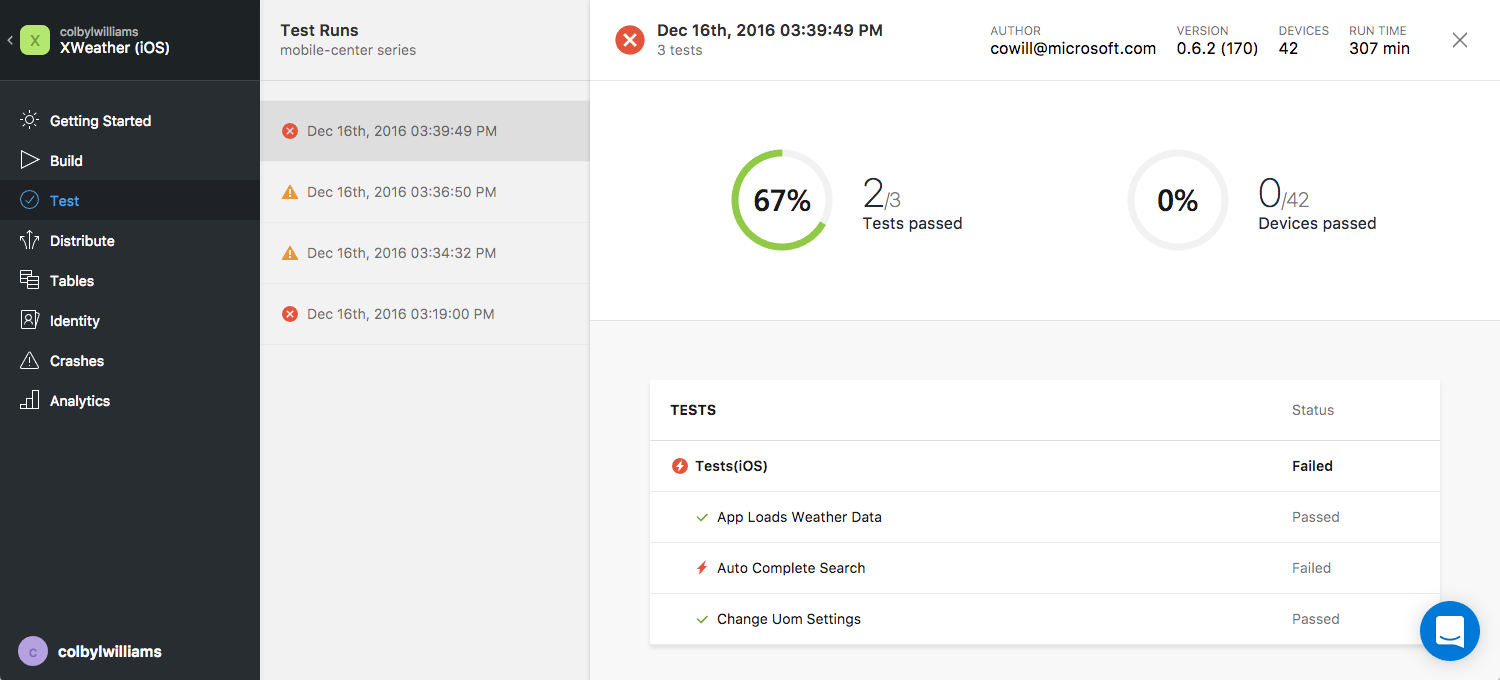 X
colbylwilliams
XWeather (iOS)
Getting Started
Build
Test
Distribute
Tables
Identity
Crashes
Analytics
c
colbylwilliams
Test Runs
mobile-center series
Dec 16th, 2016 03:39:49 PM
Dec 16th, 2016 03:36:50 PM
Dec 16th, 2016 03:34:32 PM
Dec 16th, 2016 03:19:00 PM
Dec 16th, 2016 03:39:49 PM
3 tests
AUTHOR
cowill@microsoft.com
VERSION
0.6.2 (170)
DEVICES
42
RUN TIME
307 min
67%
2/3
Tests passed
0%
0/42
Devices passed
TESTS Status
Tests(iOS) Failed
App Loads Weather Data Passed
Auto Complete Search Failed
Change Uom Settings Passed